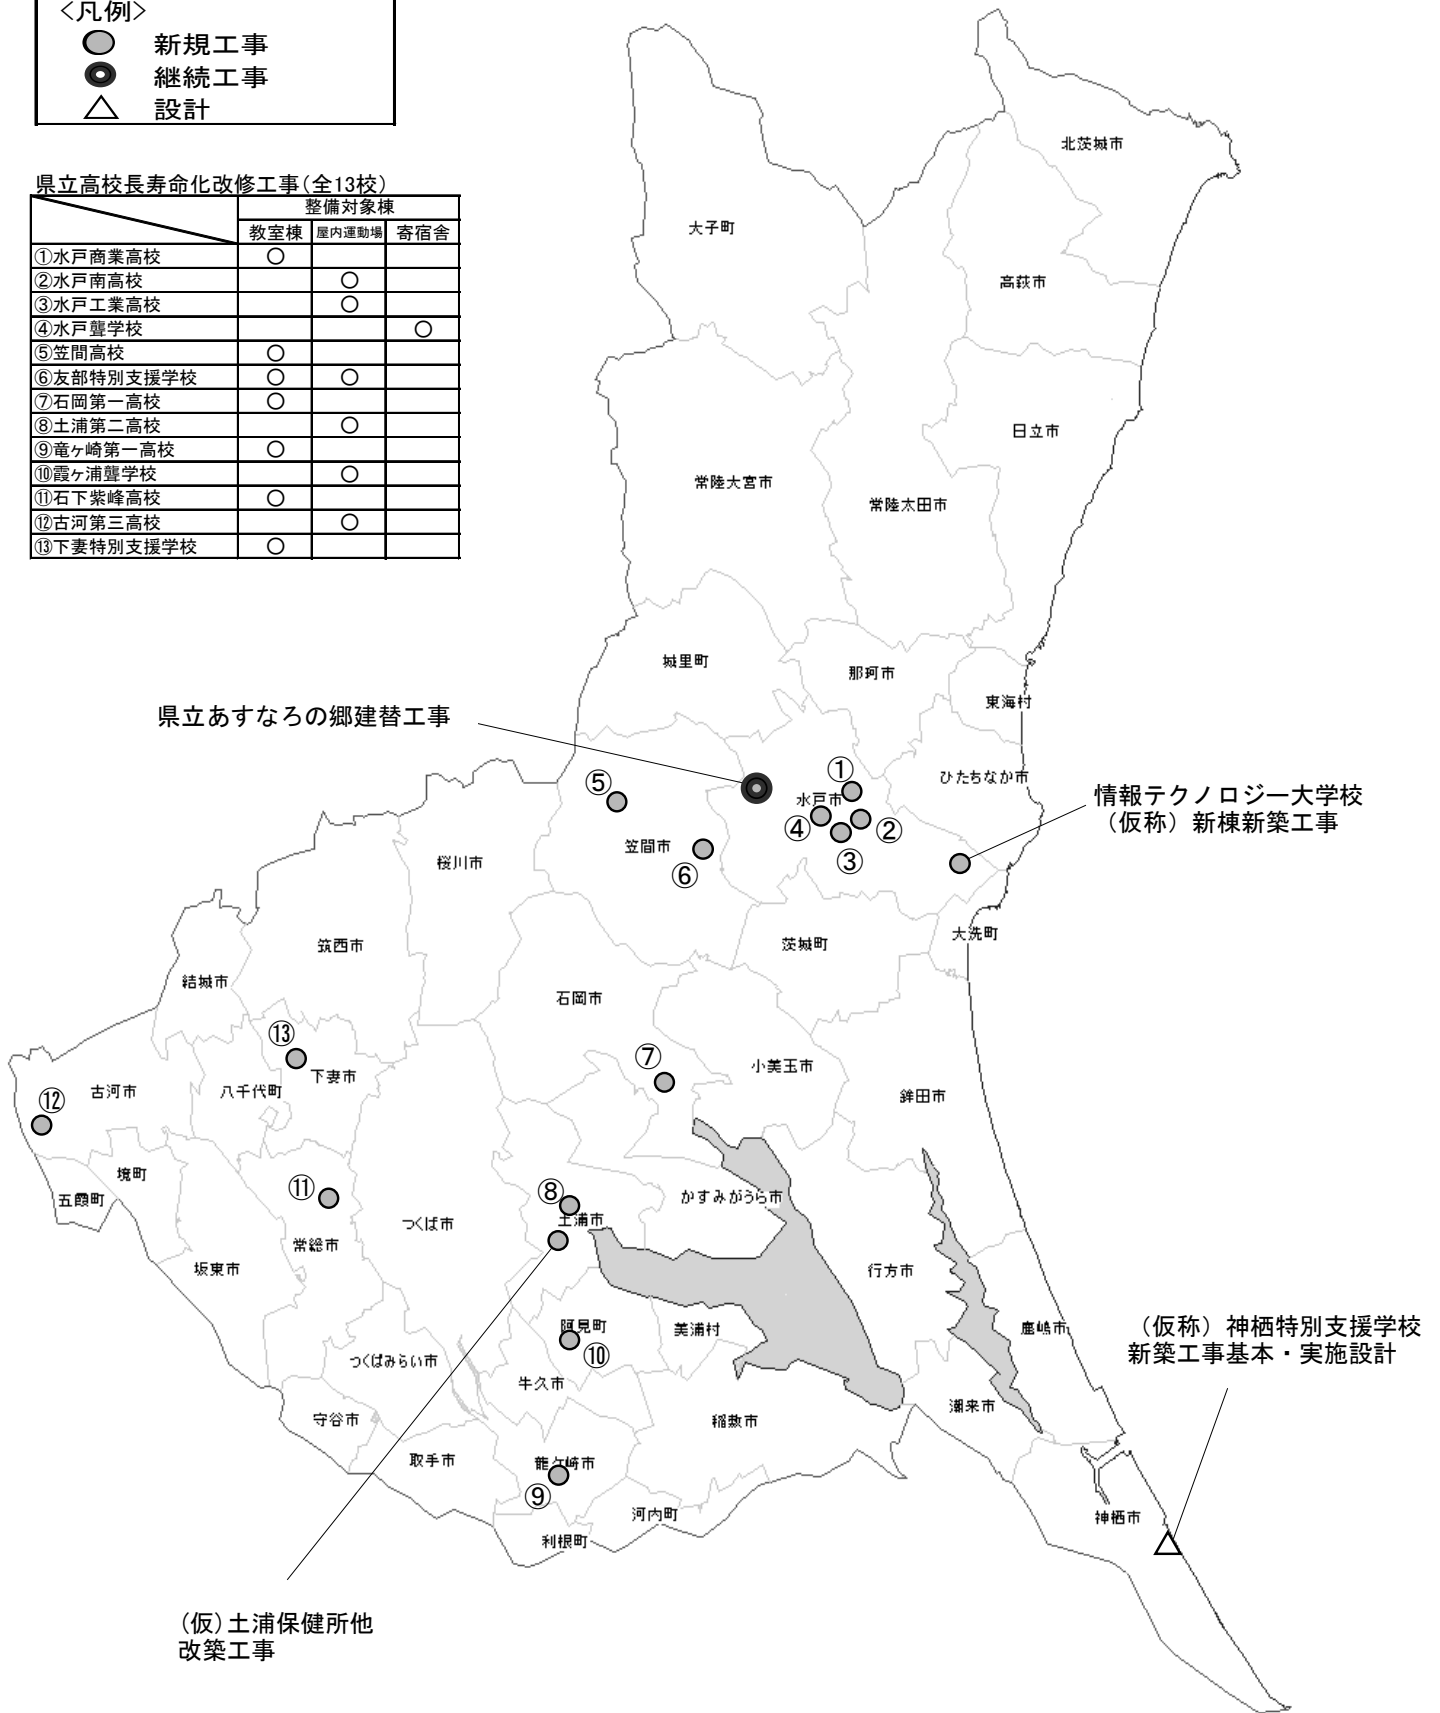 <凡例>
新規工事
継続工事
設計
県立高校長寿命化改修工事(全13校)
整備対象棟
教室棟 屋内運動場 寄宿舎
①水戸商業高校 ○
②水戸南高校 ○
③水戸工業高校 ○
④水戸聾学校 ○
⑤笠間高校 ○
⑥友部特別支援学校 ○ ○
⑦石岡第一高校 ○
⑧土浦第二高校 ○
⑨竜ヶ崎第一高校 ○
⑩霞ヶ浦聾学校 ○
⑪石下紫峰高校 ○
⑫古河第三高校 ○
⑬下妻特別支援学校 ○
北茨城市
大子町
高萩市
日立市
常陸大宮市
常陸太田市
城里町
那珂市
東海村
県立あすなろの郷建替工事
ひたちなか市
①
⑤
水戸市
情報テクノロジー大学校
(仮称)新棟新築工事
④
②
③
笠間市
⑥
桜川市
筑西市
茨城町
大洗町
結城市
石岡市
⑬
⑦
小美玉市
下妻市
八千代町
古河市
鉾田市
⑫
境町
五霞町
⑪
⑧
かすみがうら市
土浦市
つくば市
常総市
坂東市
行方市
阿見町
美浦村
鹿嶋市
(仮称)神栖特別支援学校
新築工事基本・実施設計
⑩
つくばみらい市
牛久市
守谷市
稲敷市
潮来市
取手市
龍ケ崎市
⑨
河内町
神栖市
利根町
(仮)土浦保健所他
改築工事